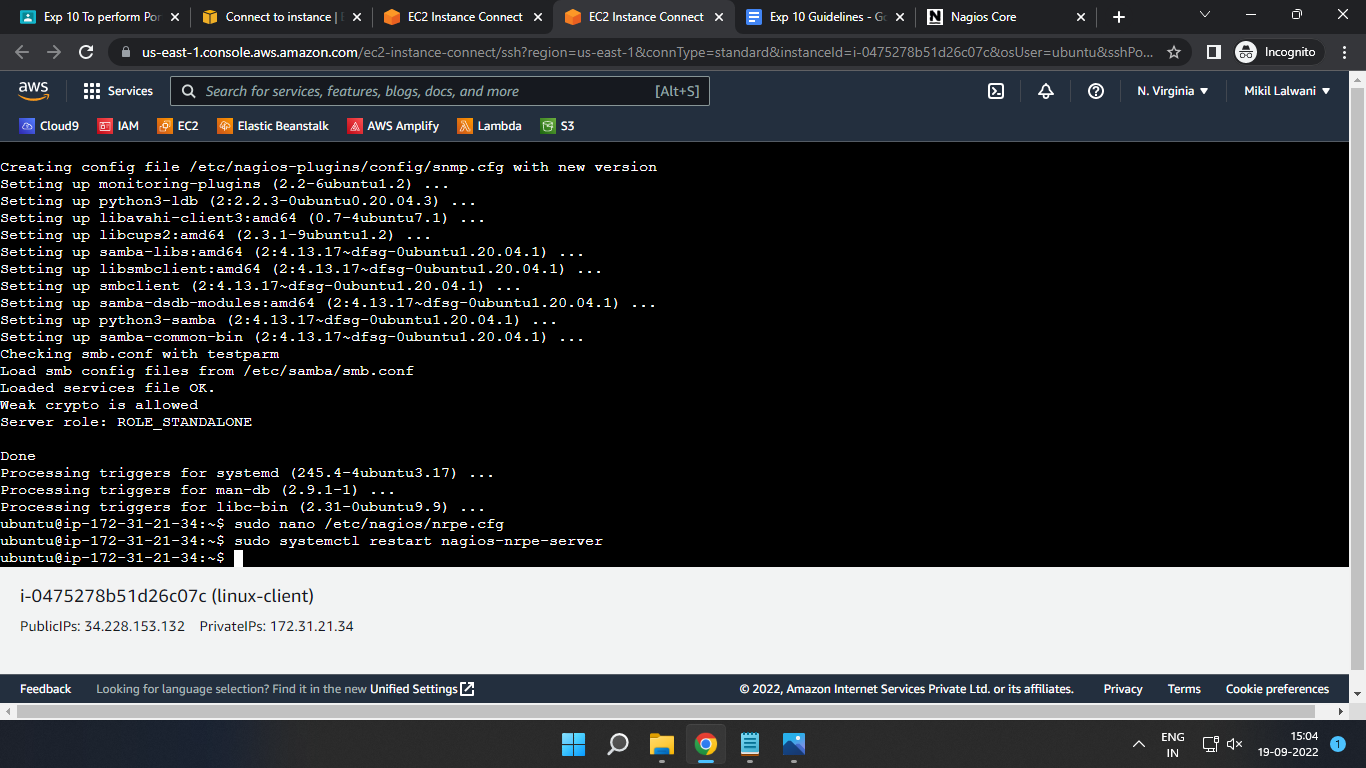 Exp 10 To perform Por
Connect to instance |
EC2 Instance Connect
EC2 Instance Connect
Exp 10 Guidelines - Go
Nagios Core
us-east-1.console.aws.amazon.com/ec2-instance-connect/ssh?region=us-east-1&connType=standard&instanceId=i-0475278b51d26c07c&osUser=ubuntu&sshPo...
Incognito
aws
Services
Search for services, features, blogs, docs, and more
[Alt+S]
N. Virginia
Mikil Lalwani
Cloud9
IAM
EC2
Elastic Beanstalk
AWS Amplify
Lambda
S3
Creating config file /etc/nagios-plugins/config/snmp.cfg with new version
Setting up monitoring-plugins (2.2-6ubuntu1.2) ...
Setting up python3-ldb (2:2.2.3-0ubuntu0.20.04.3) ...
Setting up libavahi-client3:amd64 (0.7-4ubuntu7.1) ...
Setting up libcups2:amd64 (2.3.1-9ubuntu1.2) ...
Setting up samba-libs:amd64 (2:4.13.17~dfsg-0ubuntu1.20.04.1) ...
Setting up libsmbclient:amd64 (2:4.13.17~dfsg-0ubuntu1.20.04.1) ...
Setting up smbclient (2:4.13.17~dfsg-0ubuntu1.20.04.1) ...
Setting up samba-dsdb-modules:amd64 (2:4.13.17~dfsg-0ubuntu1.20.04.1) ...
Setting up python3-samba (2:4.13.17~dfsg-0ubuntu1.20.04.1) ...
Setting up samba-common-bin (2:4.13.17~dfsg-0ubuntu1.20.04.1) ...
Checking smb.conf with testparm
Load smb config files from /etc/samba/smb.conf
Loaded services file OK.
Weak crypto is allowed
Server role: ROLE_STANDALONE
Done
Processing triggers for systemd (245.4-4ubuntu3.17) ...
Processing triggers for man-db (2.9.1-1) ...
Processing triggers for libc-bin (2.31-0ubuntu9.9) ...
ubuntu@ip-172-31-21-34:~$ sudo nano /etc/nagios/nrpe.cfg
ubuntu@ip-172-31-21-34:~$ sudo systemctl restart nagios-nrpe-server
ubuntu@ip-172-31-21-34:~$
i-0475278b51d26c07c (linux-client)
PublicIPs: 34.228.153.132 PrivateIPs: 172.31.21.34
Feedback
Looking for language selection? Find it in the new Unified Settings
© 2022, Amazon Internet Services Private Ltd. or its affiliates.
Privacy
Terms
Cookie preferences
ENG
IN
15:04
19-09-2022
1